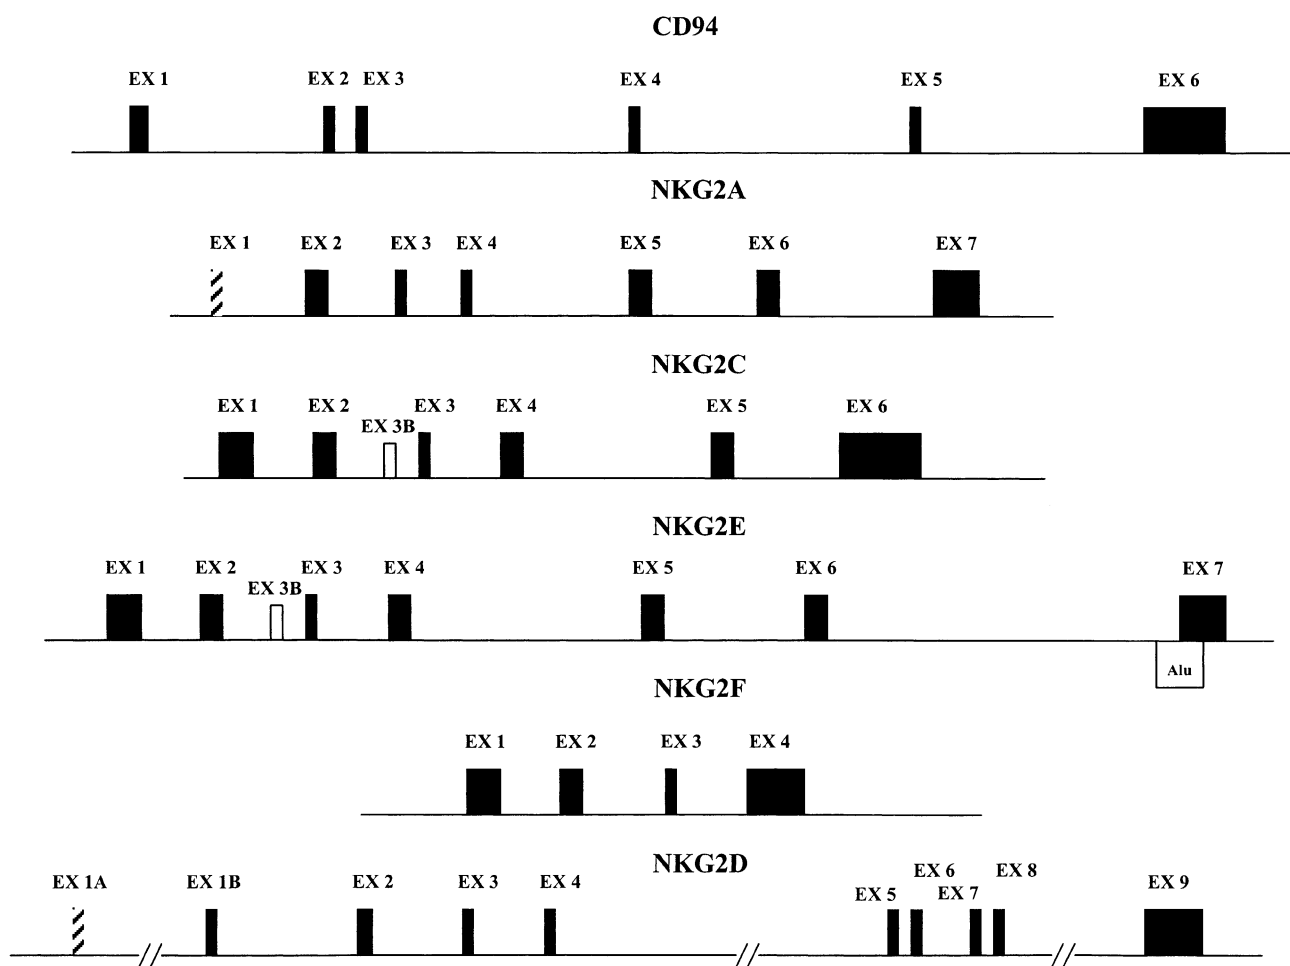 CD94
EX 1 EX 2 EX 3 EX 4 EX 5 EX 6
NKG2A
EX 1 EX 2 EX 3 EX 4 EX 5 EX 6 EX 7
NKG2C
EX 1 EX 2 EX 3B EX 3 EX 4 EX 5 EX 6
NKG2E
EX 1 EX 2 EX 3B EX 3 EX 4 EX 5 EX 6 EX 7
Alu
NKG2F
EX 1 EX 2 EX 3 EX 4
NKG2D
EX 1A EX 1B EX 2 EX 3 EX 4 EX 5 EX 6 EX 7 EX 8 EX 9